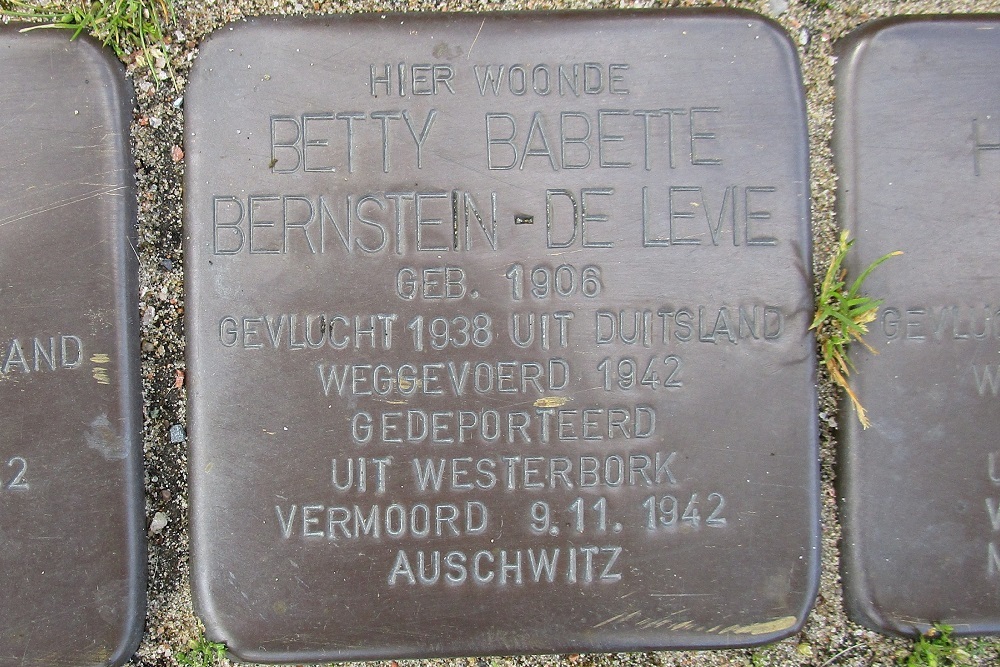 HIER WOONDE
BETTY BABETTE
BERNSTEIN - DE LEVIE
GEB. 1906
GEVLUCHT 1938 UIT DUITSLAND
WEGGEVOERD 1942
GEDEPORTEERD
UIT WESTERBORK
VERMOORD 9.11.1942
AUSCHWITZ